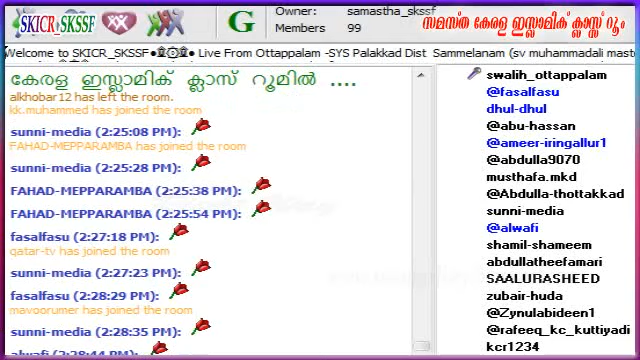 SKICR_SKSSF
G
Owner: samastha_skssf
Members 99
സമസ്ത കേരള ഇസ്ലാമിക് ക്ലാസ്സ് റൂം
Welcome to SKICR_SKSSF Live From Ottappalam -SYS Palakkad Dist Sammelanam (sv muhammadali mast
കേരള ഇസ്ലാമിക് ക്ലാസ് റൂമിൽ ....
alkhobar12 has left the room.
kk.muhammed has joined the room
sunni-media (2:25:08 PM):
FAHAD-MEPPARAMBA has joined the room
sunni-media (2:25:28 PM):
FAHAD-MEPPARAMBA (2:25:38 PM):
FAHAD-MEPPARAMBA (2:25:54 PM):
fasalfasu (2:27:18 PM):
qatar-tv has joined the room
sunni-media (2:27:23 PM):
fasalfasu (2:28:29 PM):
mavoorumer has joined the room
sunni-media (2:28:35 PM):
alwafi (2:28:44 PM):
swalih_ottappalam
@fasalfasu
dhul-dhul
@abu-hassan
@ameer-iringallur1
@abdulla9070
musthafa.mkd
@Abdulla-thottakkad
sunni-media
@alwafi
shamil-shameem
abdullatheefamari
SAALURASHEED
zubair-huda
@Zynulabideen1
@rafeeq_kc_kuttiyadi
kcr1234